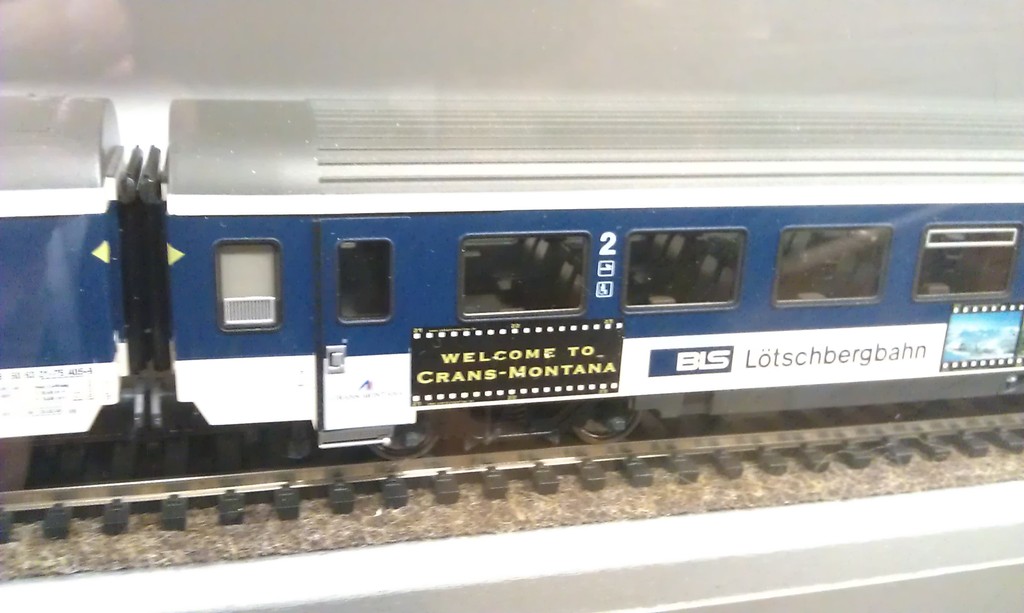 2
WELCOME TO
CRANS-MONTANA
BLS Lötschbergbahn